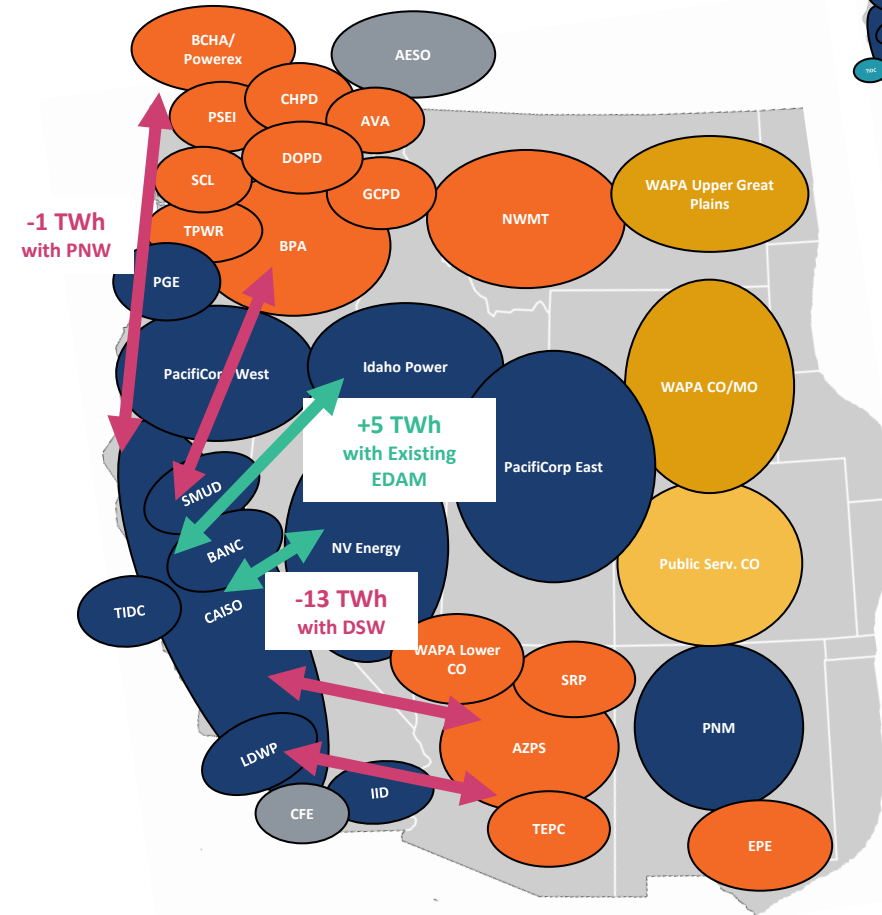 BCHA/
Powerex
AESO
CHPD
PSEI
AVA
DOPD
SCL
GCPD
WAPA Upper Great
Plains
NWMT
-1 TWh
with PNW
TPWR
BPA
PGE
PacifiCorp West
Idaho Power
WAPA CO/MO
+5 TWh
with Existing
EDAM
PacifiCorp East
SMUD
BANC
NV Energy
Public Serv. CO
-13 TWh
with DSW
TIDC
CAISO
WAPA Lower
CO
SRP
PNM
AZPS
LDWP
IID
CFE
TEPC
EPE